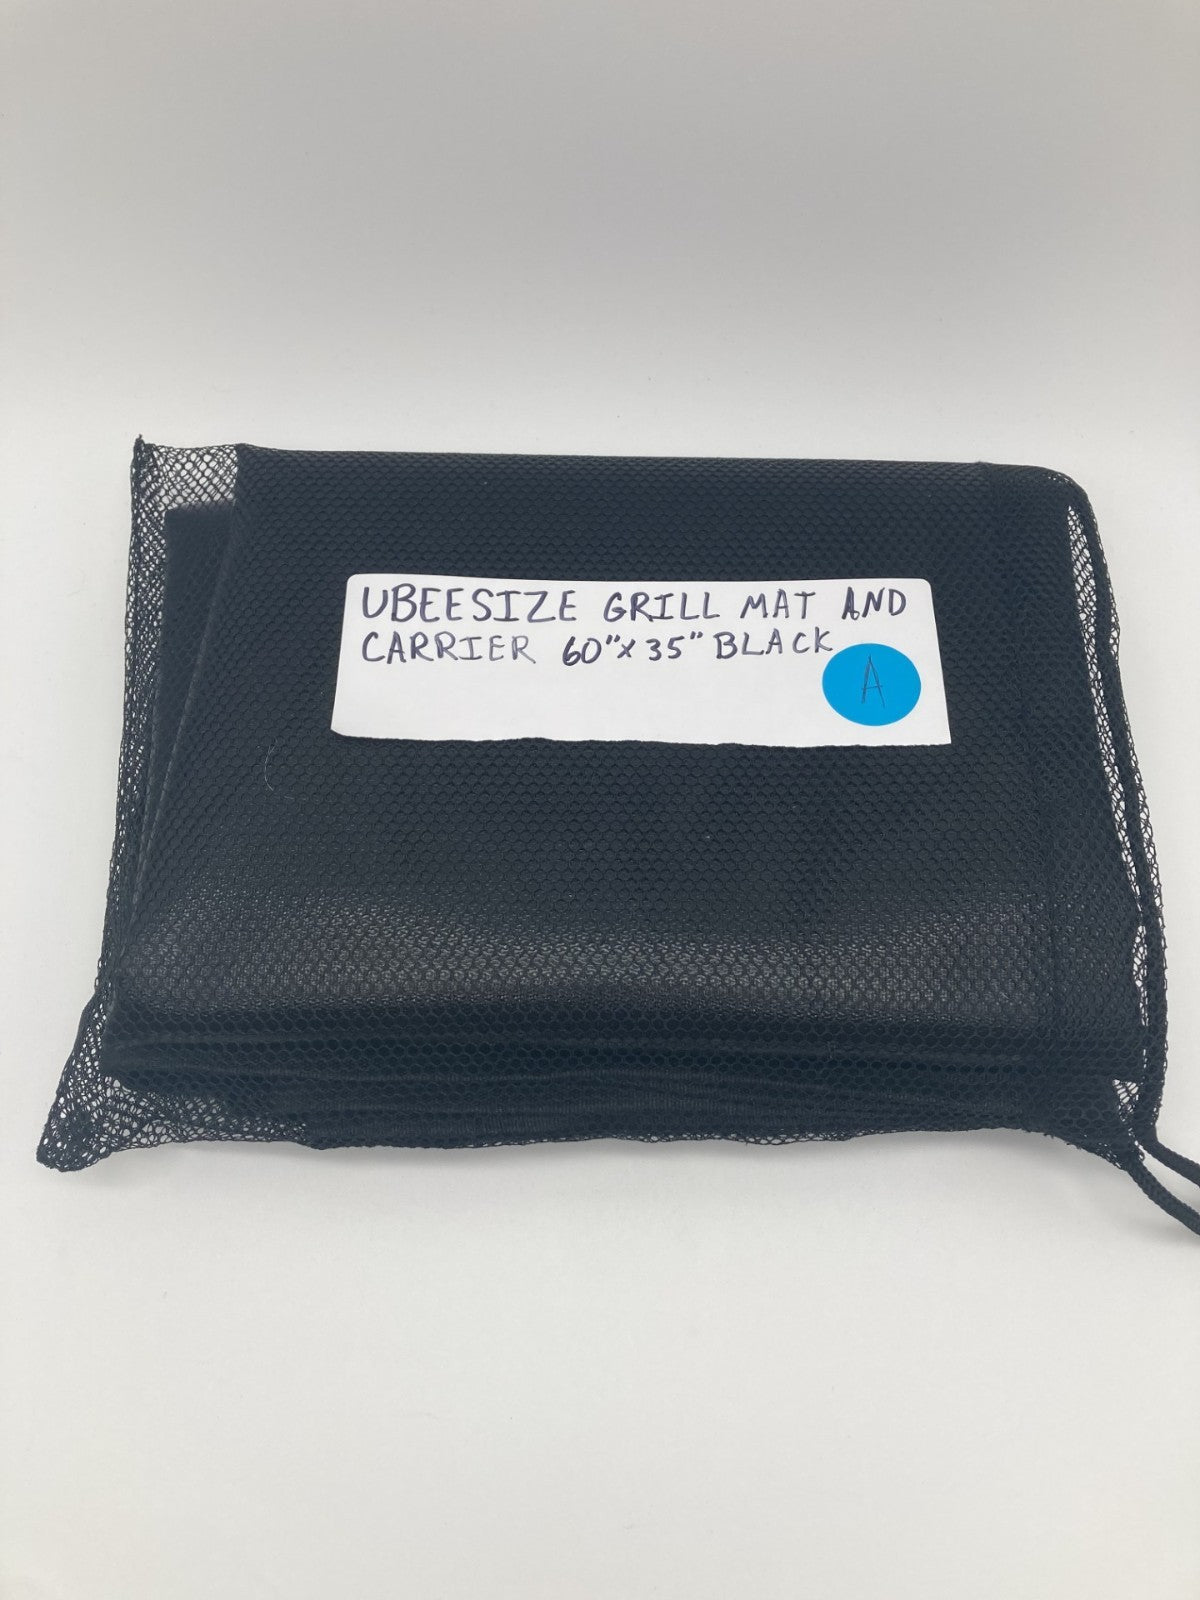 UBEESIZE GRILL MAT AND
CARRIER 60"x35" BLACK
A